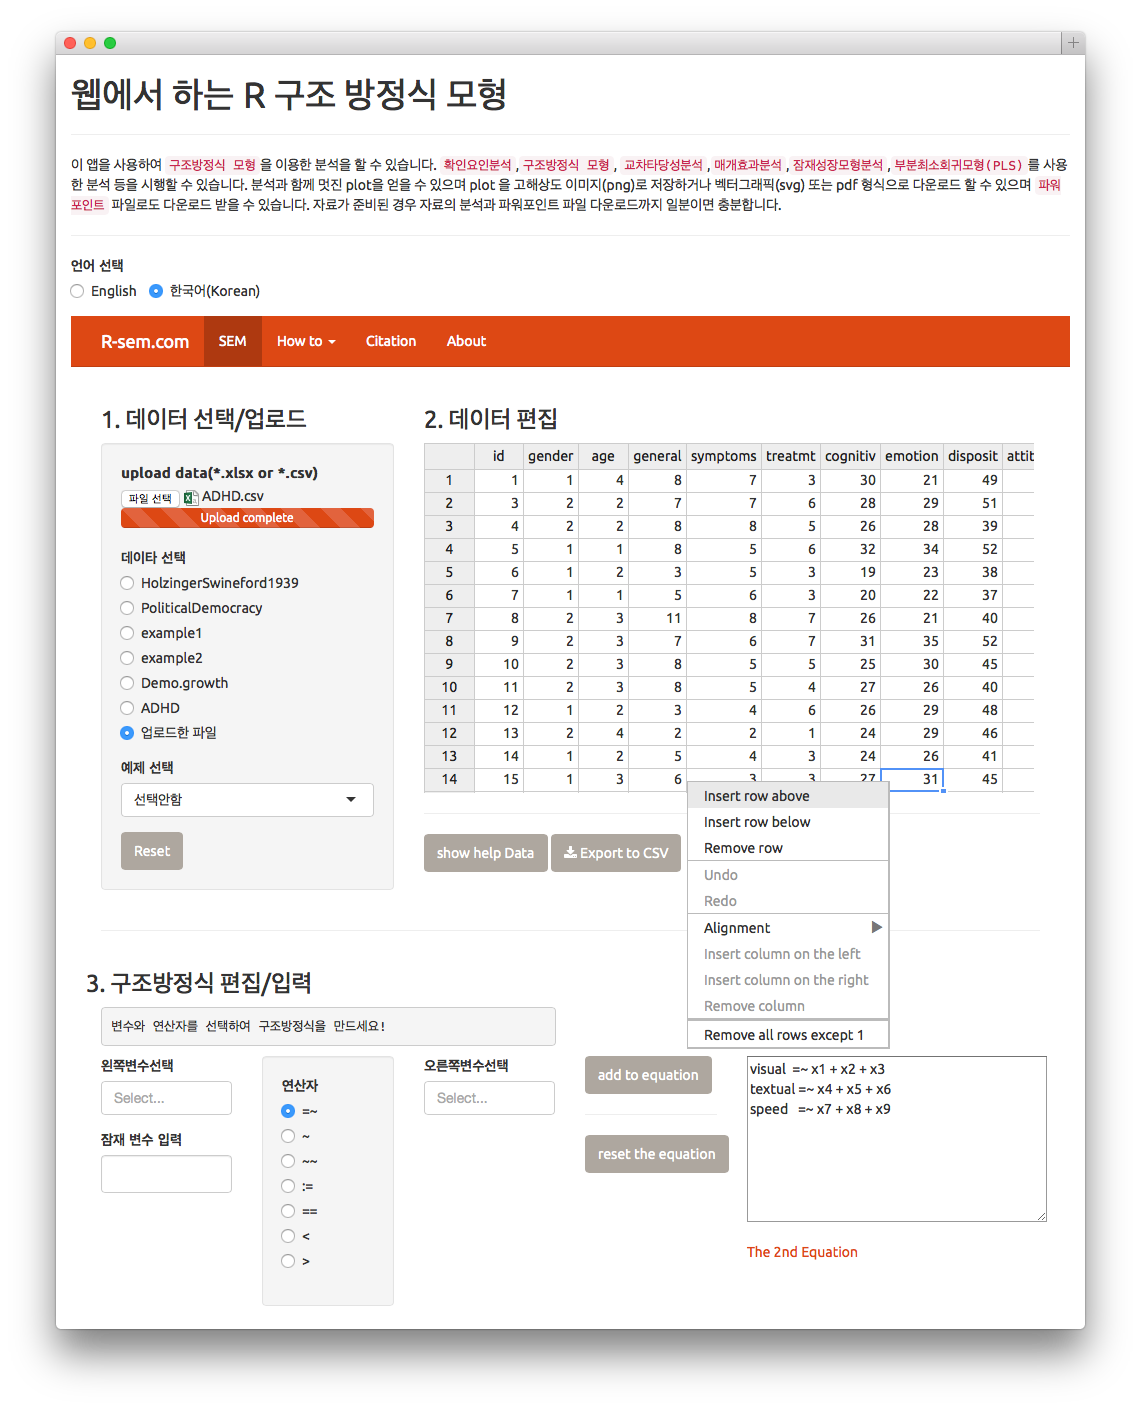 웹에서 하는 R 구조 방정식 모형
이 앱을 사용하여 구조방정식 모형 을 이용한 분석을 할 수 있습니다. 확인요인분석 , 구조방정식 모형 , 교차타당성분석 , 매개효과분석 , 잠재성장모형분석 , 부분최소회귀모형(PLS) 를 사용
한 분석 등을 시행할 수 있습니다. 분석과 함께 멋진 plot을 얻을 수 있으며 plot 을 고해상도 이미지(png)로 저장하거나 벡터그래픽(svg) 또는 pdf 형식으로 다운로드 할 수 있으며 파워
포인트 파일로도 다운로드 받을 수 있습니다. 자료가 준비된 경우 자료의 분석과 파워포인트 파일 다운로드까지 일분이면 충분합니다.
언어 선택
English 한국어(Korean)
R-sem.com SEM How to Citation About
1. 데이터 선택/업로드
upload data(*.xlsx or *.csv)
파일 선택 ADHD.csv
Upload complete
데이타 선택
HolzingerSwineford1939
PoliticalDemocracy
example1
example2
Demo.growth
ADHD
업로드한 파일
예제 선택
선택안함
Reset
2. 데이터 편집
id gender age general symptoms treatmt cognitiv emotion disposit attit
1 1 1 4 8 7 3 30 21 49
2 3 2 2 7 7 6 28 29 51
3 4 2 2 8 8 5 26 28 39
4 5 1 1 8 5 6 32 34 52
5 6 1 2 3 5 3 19 23 38
6 7 1 1 5 6 3 20 22 37
7 8 2 3 11 8 7 26 21 40
8 9 2 3 7 6 7 31 35 52
9 10 2 3 8 5 5 25 30 45
10 11 2 3 8 5 4 27 26 40
11 12 1 2 3 4 6 26 29 48
12 13 2 4 2 2 1 24 29 46
13 14 1 2 5 4 3 24 26 41
14 15 1 3 6 3 3 27 31 45
show help Data Export to CSV
Insert row above
Insert row below
Remove row
Undo
Redo
Alignment
Insert column on the left
Insert column on the right
Remove column
Remove all rows except 1
3. 구조방정식 편집/입력
변수와 연산자를 선택하여 구조방정식을 만드세요!
왼쪽변수선택
Select...
잠재 변수 입력
연산자
=~
~
~~
:=
==
<
>
오른쪽변수선택
Select...
add to equation
reset the equation
visual =~ x1 + x2 + x3
textual =~ x4 + x5 + x6
speed =~ x7 + x8 + x9
The 2nd Equation